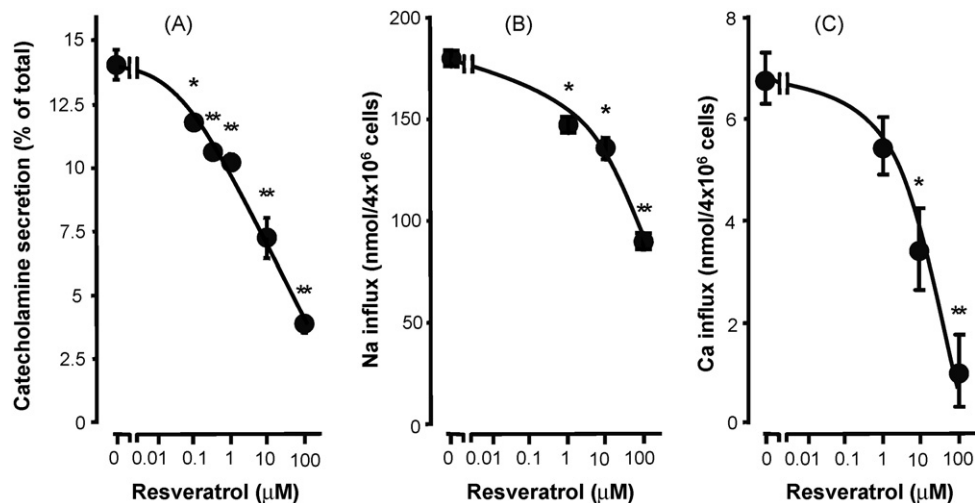 (A)
Catecholamine secretion (% of total)
15
12.5
10
7.5
5
2.5
0
*
**
**
**
**
0 0.01 0.1 1 10 100
Resveratrol (μM)
(B)
Na influx (nmol/4x10⁶ cells)
200
150
100
50
0
*
*
**
0 0.01 0.1 1 10 100
Resveratrol (μM)
(C)
Ca influx (nmol/4x10⁶ cells)
8
6
4
2
0
*
**
0 0.01 0.1 1 10 100
Resveratrol (μM)